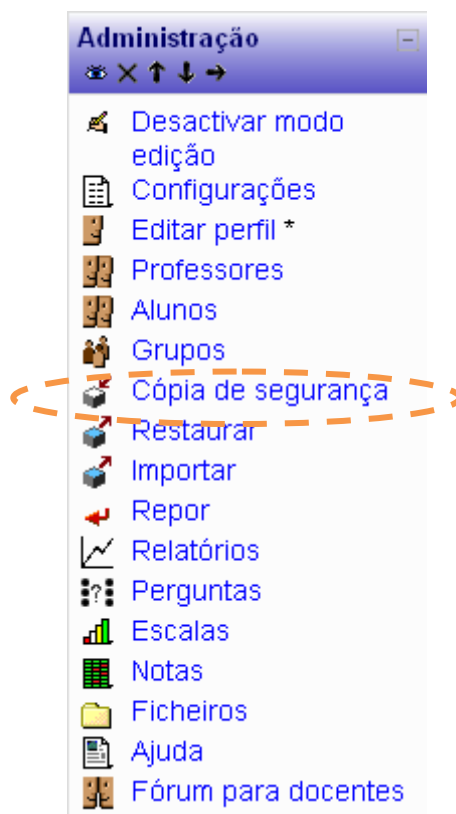 Administração
Desactivar modo
edição
Configurações
Editar perfil *
Professores
Alunos
Grupos
Cópia de segurança
Restaurar
Importar
Repor
Relatórios
Perguntas
Escalas
Notas
Ficheiros
Ajuda
Fórum para docentes